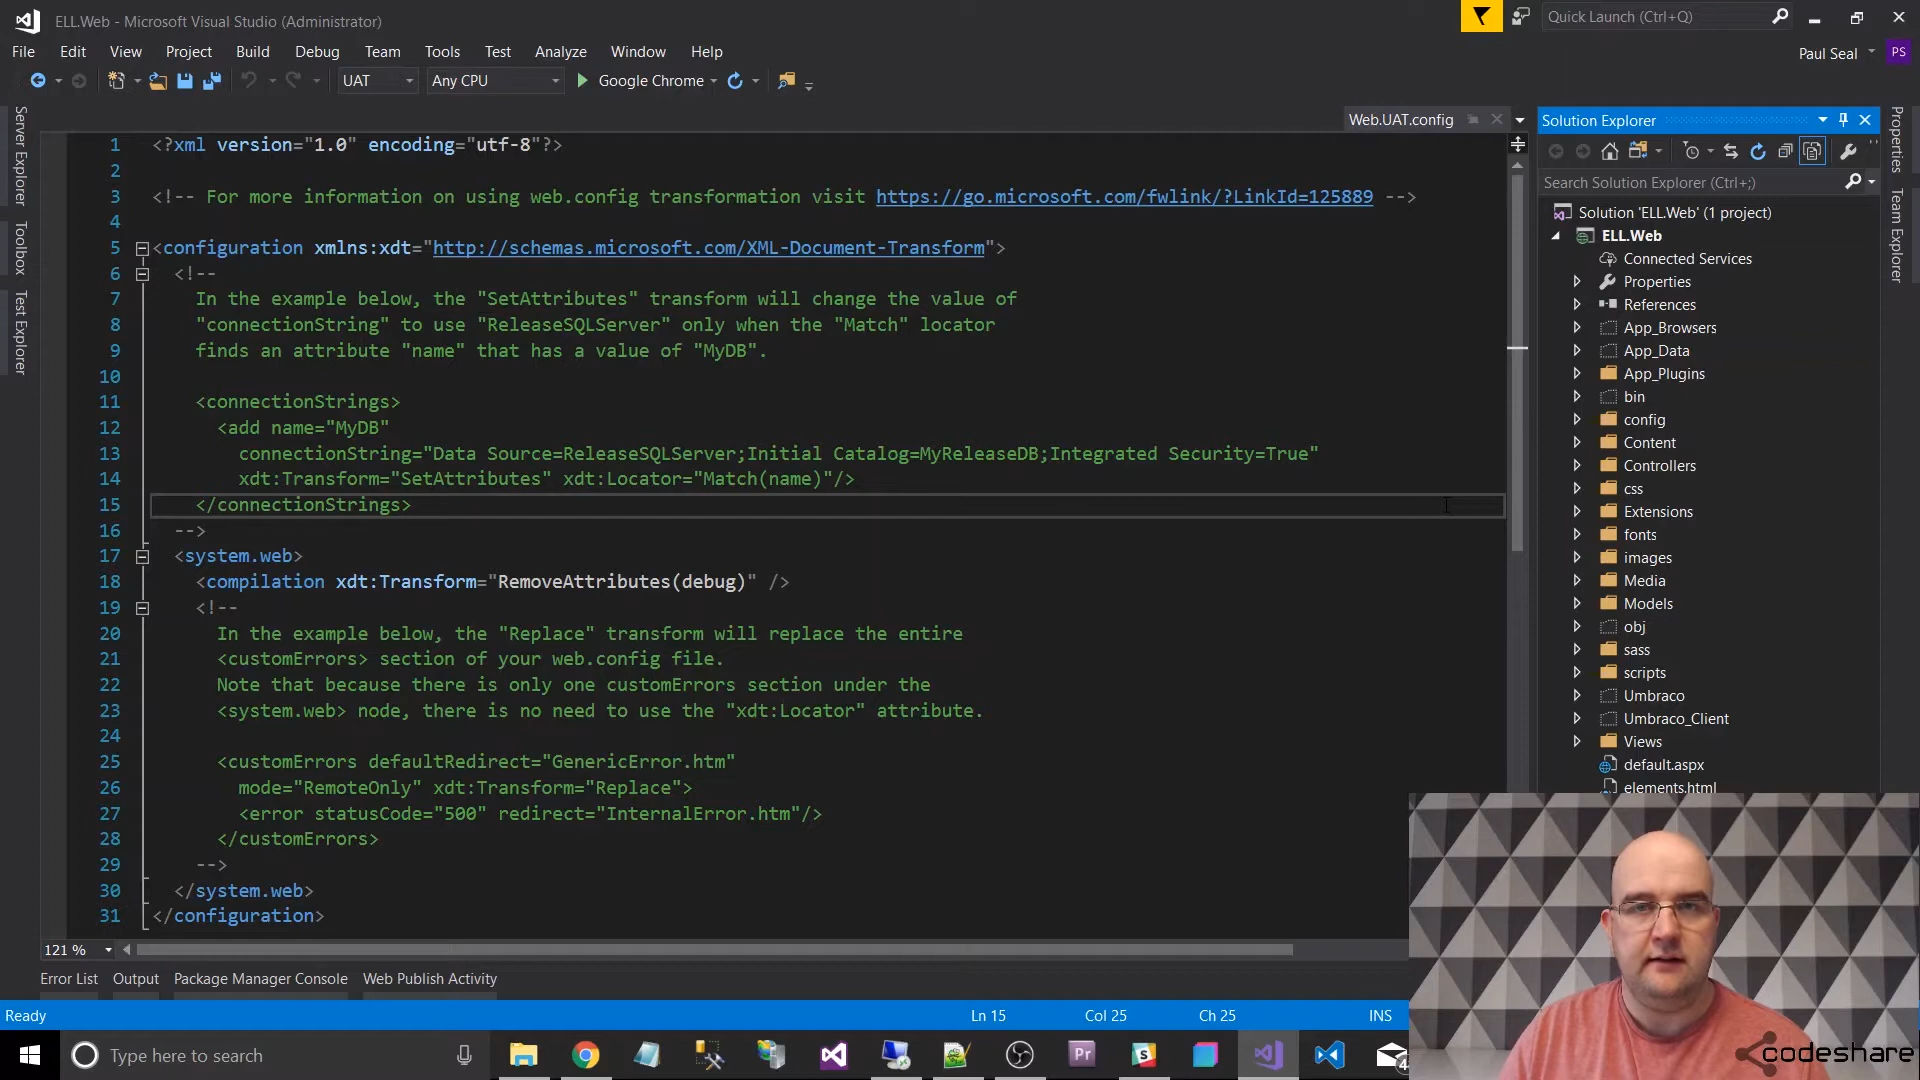 ELL.Web - Microsoft Visual Studio (Administrator)
Quick Launch (Ctrl+Q)
File Edit View Project Build Debug Team Tools Test Analyze Window Help
Paul Seal PS
UAT Any CPU Google Chrome
Server Explorer
Toolbox
Test Explorer
Web.UAT.config
1 <?xml version="1.0" encoding="utf-8"?>
2
3 <!-- For more information on using web.config transformation visit https://go.microsoft.com/fwlink/?LinkId=125889 -->
4
5 <configuration xmlns:xdt="http://schemas.microsoft.com/XML-Document-Transform">
6 <!--
7 In the example below, the "SetAttributes" transform will change the value of
8 "connectionString" to use "ReleaseSQLServer" only when the "Match" locator
9 finds an attribute "name" that has a value of "MyDB".
10
11 <connectionStrings>
12 <add name="MyDB"
13 connectionString="Data Source=ReleaseSQLServer;Initial Catalog=MyReleaseDB;Integrated Security=True"
14 xdt:Transform="SetAttributes" xdt:Locator="Match(name)"/>
15 </connectionStrings>
16 -->
17 <system.web>
18 <compilation xdt:Transform="RemoveAttributes(debug)" />
19 <!--
20 In the example below, the "Replace" transform will replace the entire
21 <customErrors> section of your web.config file.
22 Note that because there is only one customErrors section under the
23 <system.web> node, there is no need to use the "xdt:Locator" attribute.
24
25 <customErrors defaultRedirect="GenericError.htm"
26 mode="RemoteOnly" xdt:Transform="Replace">
27 <error statusCode="500" redirect="InternalError.htm"/>
28 </customErrors>
29 -->
30 </system.web>
31 </configuration>
121 %
Solution Explorer
Search Solution Explorer (Ctrl+;)
Solution 'ELL.Web' (1 project)
ELL.Web
Connected Services
Properties
References
App_Browsers
App_Data
App_Plugins
bin
config
Content
Controllers
css
Extensions
fonts
images
Media
Models
obj
sass
scripts
Umbraco
Umbraco_Client
Views
default.aspx
elements.html
Properties
Team Explorer
Error List Output Package Manager Console Web Publish Activity
Ready Ln 15 Col 25 Ch 25 INS
Type here to search
Pr
S
4
codeshare